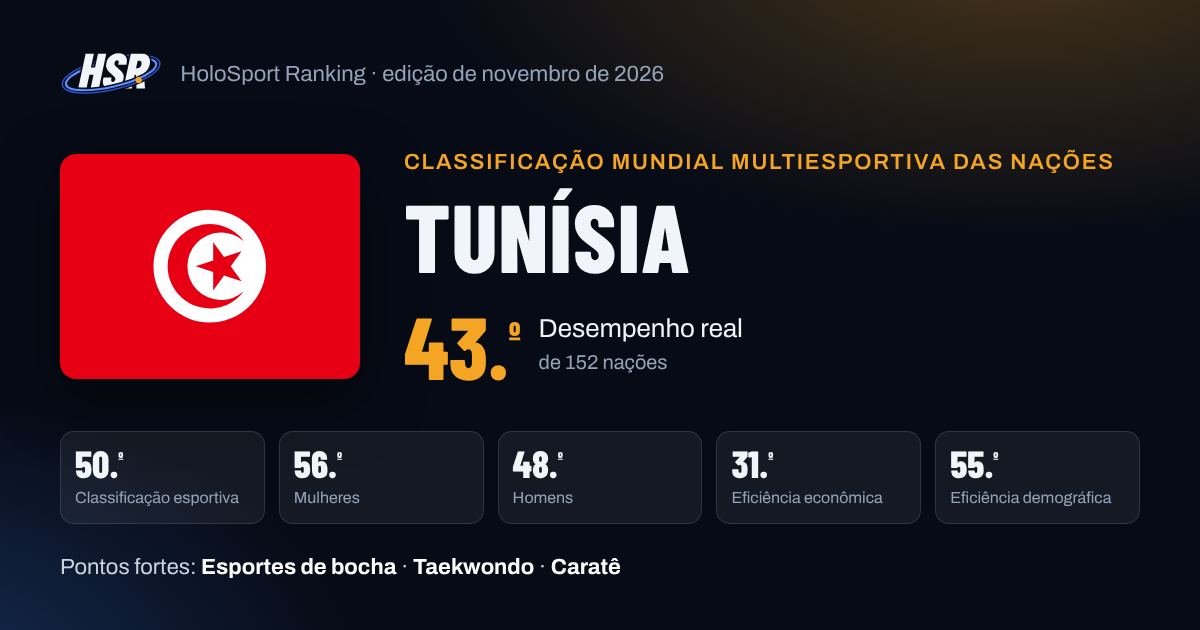 HSR
HoloSport Ranking · edição de novembro de 2026
CLASSIFICAÇÃO MUNDIAL MULTIESPORTIVA DAS NAÇÕES
TUNÍSIA
43.º
Desempenho real
de 152 nações
50.º
Classificação esportiva
56.º
Mulheres
48.º
Homens
31.º
Eficiência econômica
55.º
Eficiência demográfica
Pontos fortes: Esportes de bocha · Taekwondo · Caratê